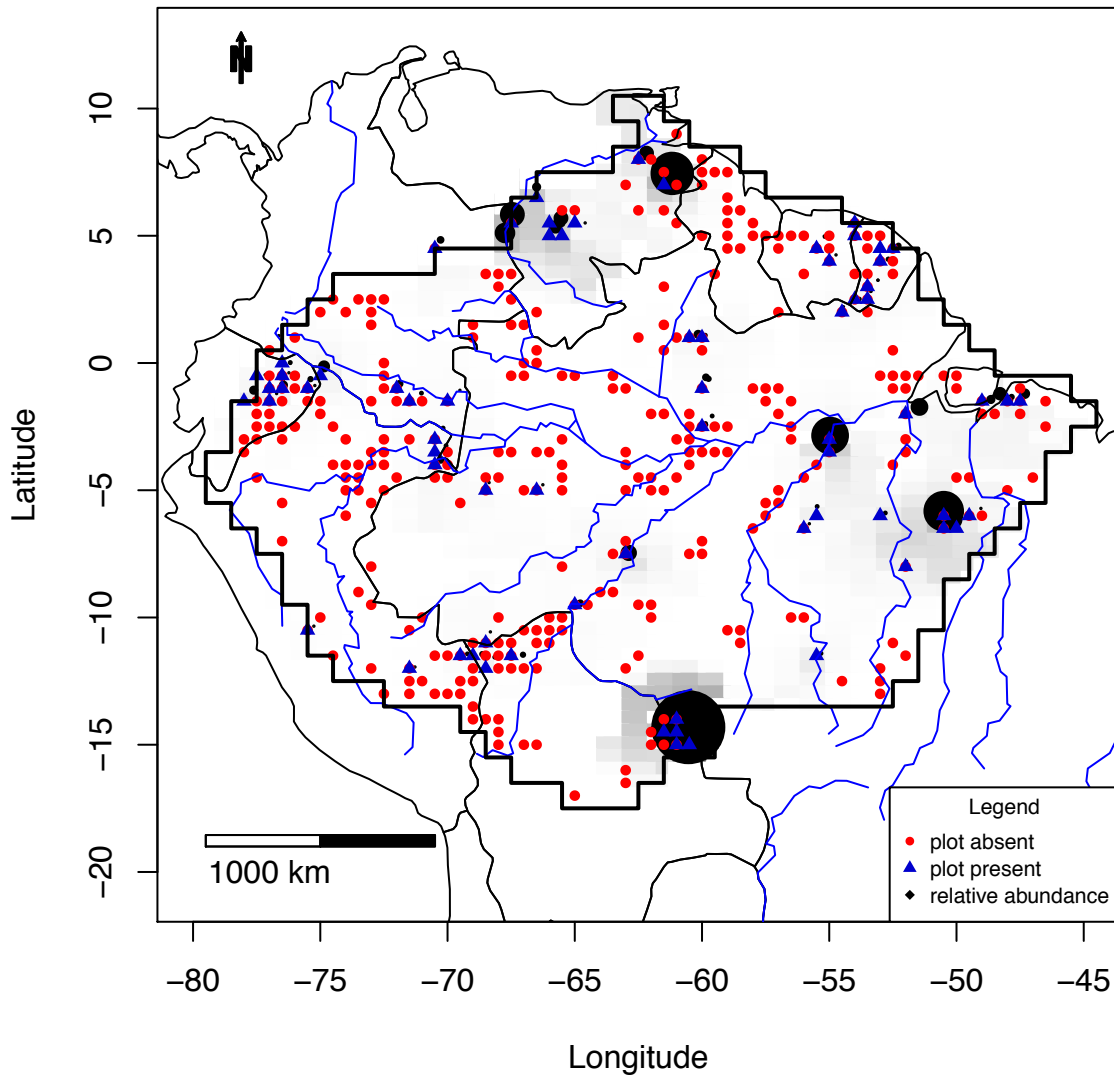 N
10
5
0
−5
−10
−15
−20
Latitude
1000 km
Legend
plot absent
plot present
relative abundance
−80
−75
−70
−65
−60
−55
−50
−45
Longitude